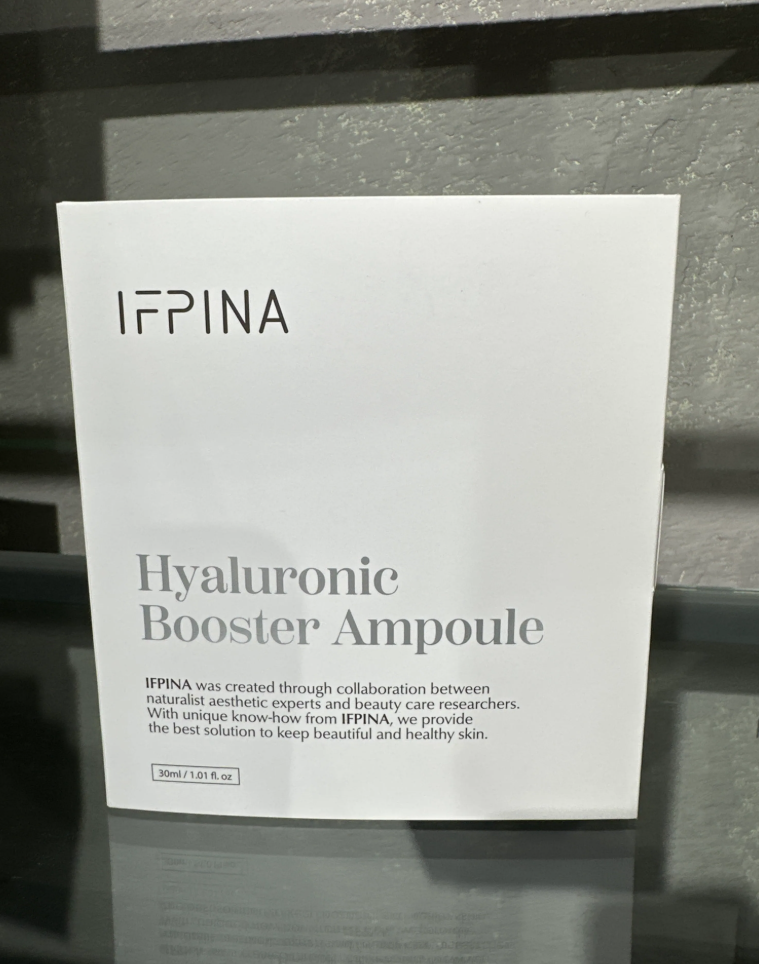 IFPINA
Hyaluronic
Booster Ampoule
IFPINA was created through collaboration between
naturalist aesthetic experts and beauty care researchers.
With unique know-how from IFPINA, we provide
the best solution to keep beautiful and healthy skin.
30ml / 1.01 fl. oz